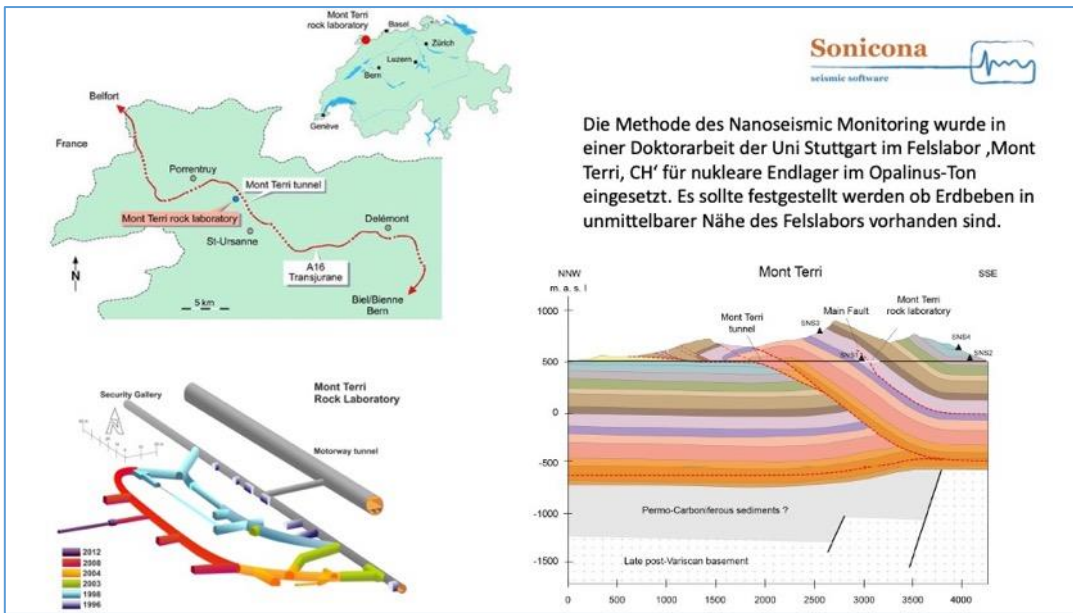 Mont Terri
rock laboratory
Basel
Zürich
Luzern
Bern
Genève
Belfort
France
Porrentruy
Mont Terri tunnel
Mont Terri rock laboratory
Delémont
St-Ursanne
A16
Transjurane
N
5 km
Biel/Bienne
Bern
Sonicona
seismic software
Die Methode des Nanoseismic Monitoring wurde in
einer Doktorarbeit der Uni Stuttgart im Felslabor ‚Mont
Terri, CH‘ für nukleare Endlager im Opalinus-Ton
eingesetzt. Es sollte festgestellt werden ob Erdbeben in
unmittelbarer Nähe des Felslabors vorhanden sind.
Mont Terri
Rock Laboratory
Security Gallery
Motorway tunnel
2012
2008
2004
2003
1998
1996
NNW
Mont Terri
SSE
m. a. s. l
1000
500
0
-500
-1000
-1500
Mont Terri
tunnel
SNS3
Main Fault
Mont Terri
rock laboratory
SNS1
SNS4
SNS2
Permo-Carboniferous sediments ?
Late post-Variscan basement
0
500
1000
1500
2000
2500
3000
3500
4000